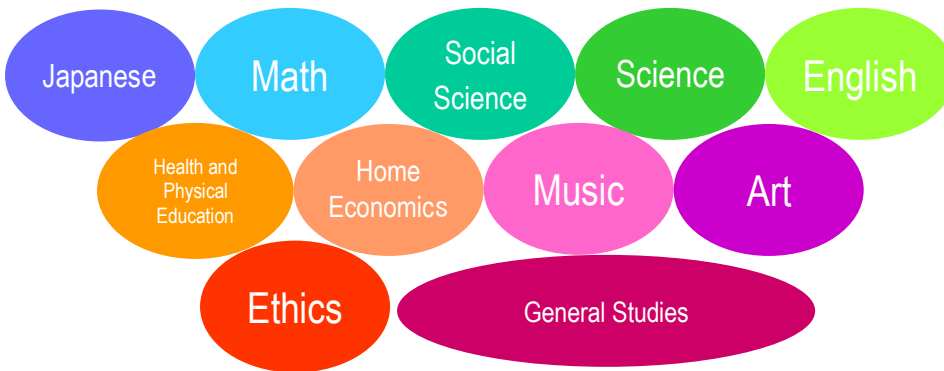 Japanese
Math
Social
Science
Science
English
Health and
Physical
Education
Home
Economics
Music
Art
Ethics
General Studies